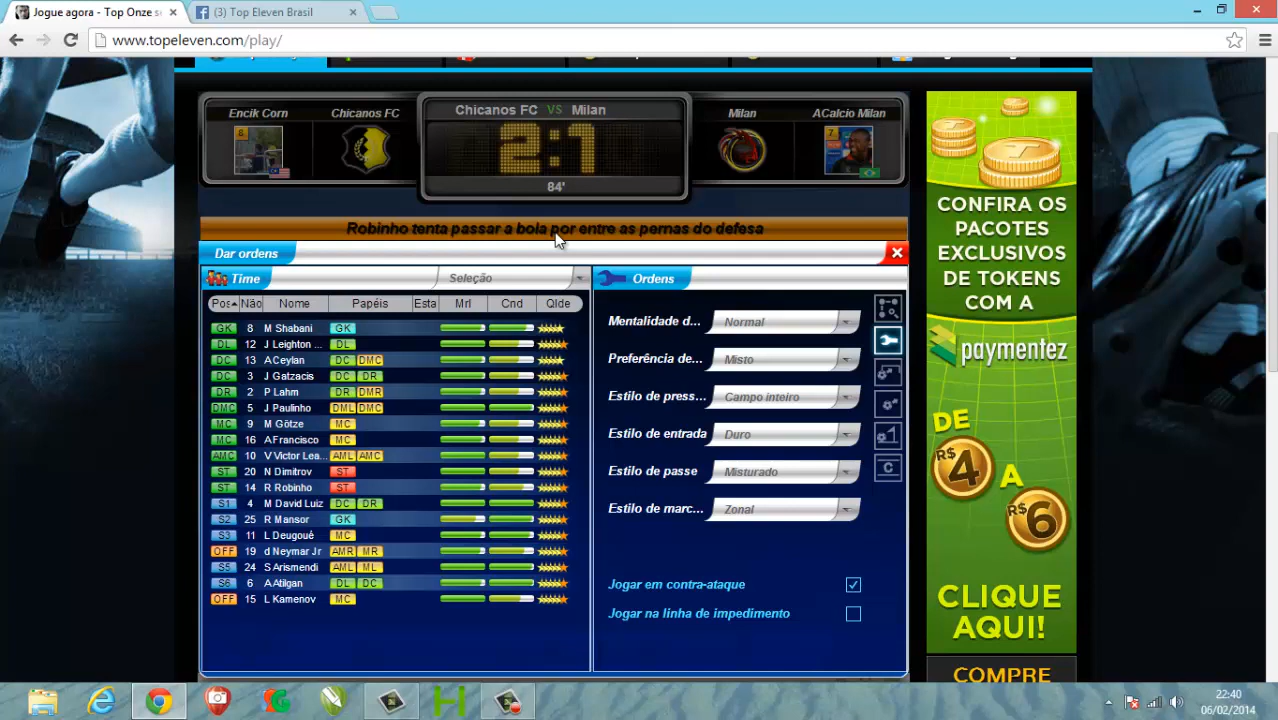 Jogue agora - Top Onze s
(3) Top Eleven Brasil
www.topeleven.com/play/
Encik Corn
Chicanos FC
Chicanos FC VS Milan
Milan
ACalcio Milan
8
2:1
7
84'
Robinho tenta passar a bola por entre as pernas do defesa
Dar ordens
Time
Seleção
Ordens
Pos Não Nome Papéis Esta Mrl Cnd Qlde
GK 8 M Shabani GK
DL 12 J Leighton ... DL
DC 13 A Ceylan DC DMC
DC 3 J Gatzacis DC DR
DR 2 P Lahm DR DMR
DMC 5 J Paulinho DML DMC
MC 9 M Götze MC
MC 16 A Francisco MC
AMC 10 V Victor Lea... AML AMC
ST 20 N Dimitrov ST
ST 14 R Robinho ST
S1 4 M David Luiz DC DR
S2 25 R Mansor GK
S3 11 L Deugoué MC
OFF 19 d Neymar Jr AMR MR
S5 24 S Arismendi AML ML
S6 6 A Atilgan DL DC
OFF 15 L Kamenov MC
Mentalidade d... Normal
Preferência de... Misto
Estilo de press... Campo inteiro
Estilo de entrada Duro
Estilo de passe Misturado
Estilo de marc... Zonal
Jogar em contra-ataque
Jogar na linha de impedimento
C
CONFIRA OS
PACOTES
EXCLUSIVOS
DE TOKENS
COM A
paymentez
DE
R$4
A
R$6
CLIQUE
AQUI!
COMPRE
22:40
06/02/2014